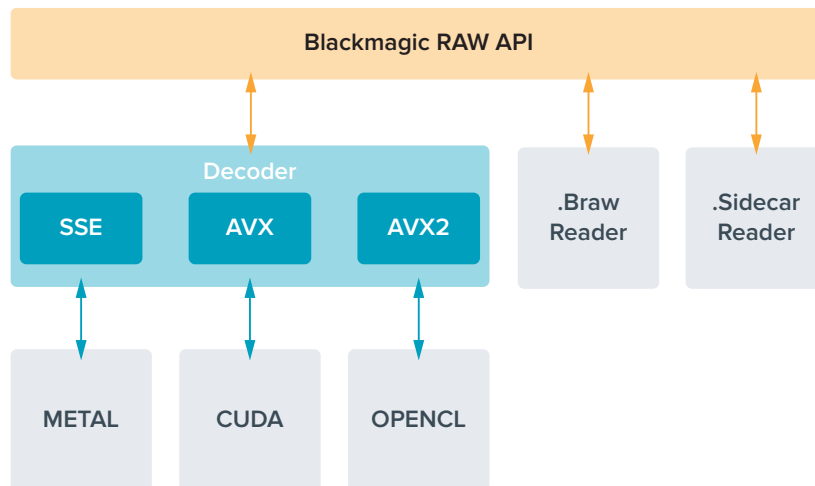 Blackmagic RAW API
Decoder
SSE
AVX
AVX2
.Braw
Reader
.Sidecar
Reader
METAL
CUDA
OPENCL